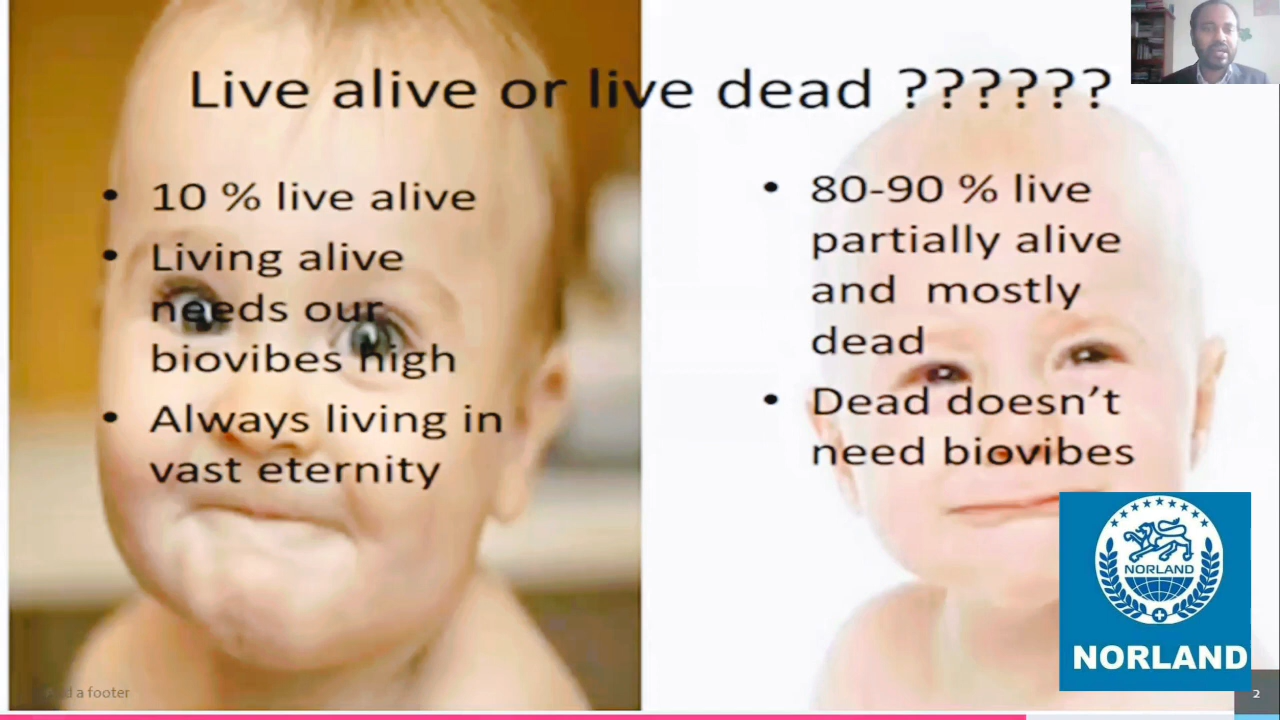 Live alive or live dead ??????
• 10 % live alive
• Living alive
needs our
biovibes high
• Always living in
vast eternity
• 80-90 % live
partially alive
and mostly
dead
• Dead doesn't
need biovibes
NORLAND
NORLAND
Add a footer
2